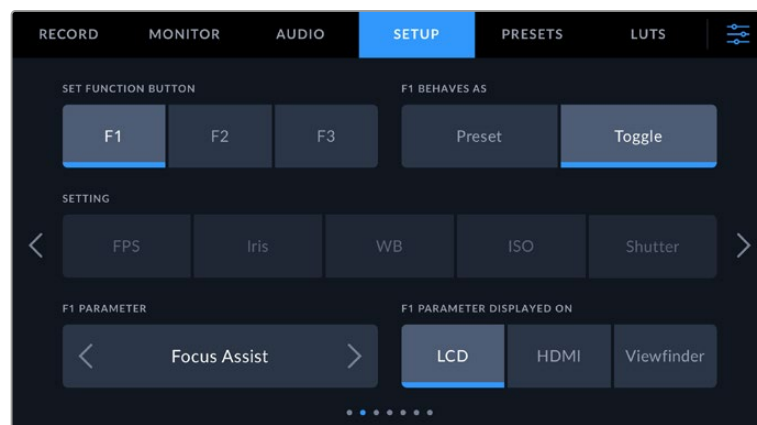 RECORD MONITOR AUDIO SETUP PRESETS LUTS
SET FUNCTION BUTTON F1 BEHAVES AS
F1 F2 F3 Preset Toggle
SETTING
FPS Iris WB ISO Shutter
F1 PARAMETER F1 PARAMETER DISPLAYED ON
Focus Assist LCD HDMI Viewfinder